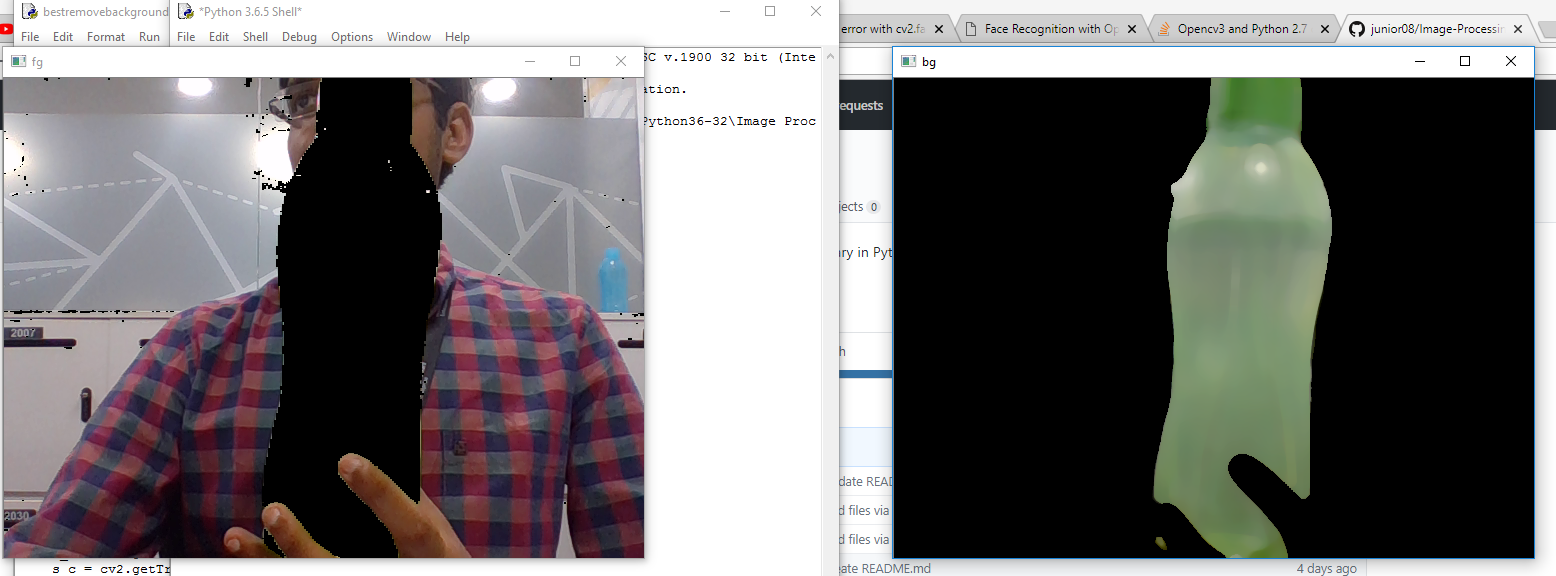 bestremovebackground
*Python 3.6.5 Shell*
File Edit Format Run
File Edit Shell Debug Options Window Help
error with cv2.fa
Face Recognition with Op
Opencv3 and Python 2.7
junior08/Image-Processin
fg
SC v.1900 32 bit (Inte
ation.
Python36-32\Image Proc
2007
2030
s c = cv2.getTr
bg
equests
jects 0
ary in Pyt
h
date READ
d files via
d files via
eate README.md
4 days ago